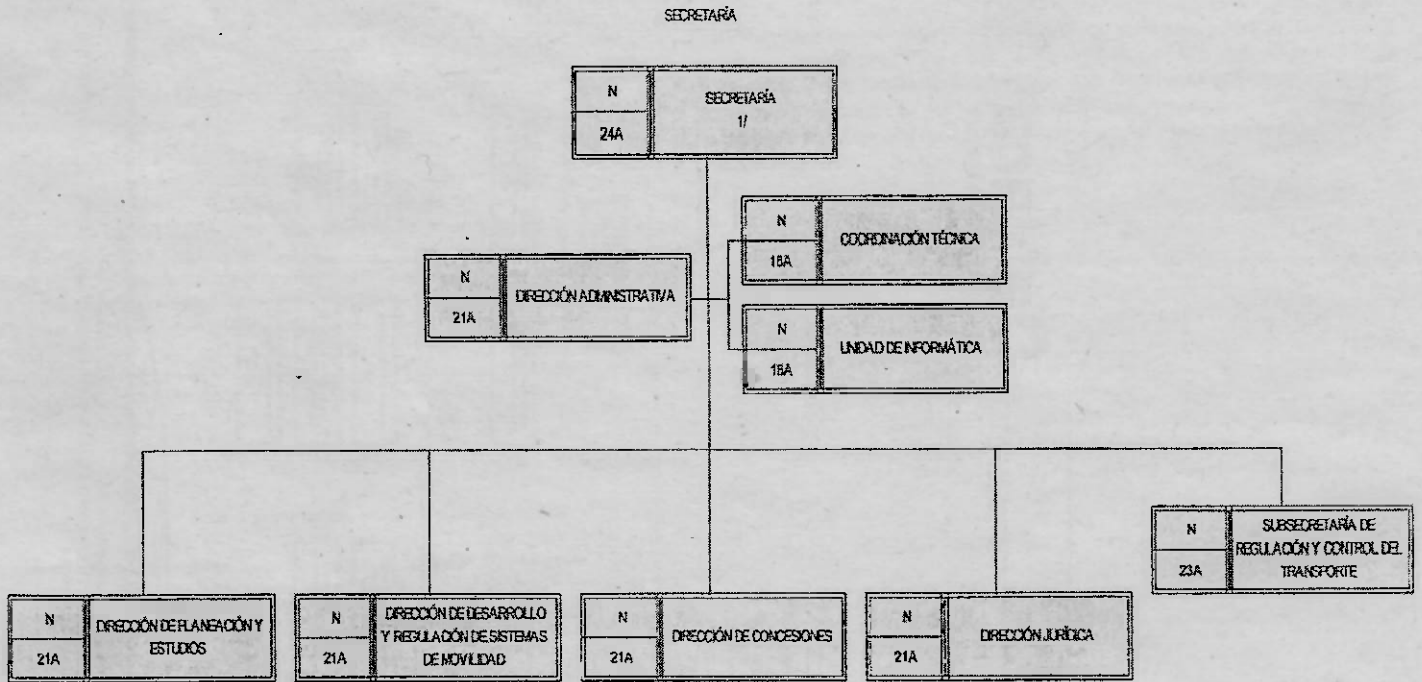 SECRETARÍA
N
24A
SECRETARÍA
1/
N
18A
COORDINACIÓN TÉCNICA
N
21A
DIRECCIÓN ADMINISTRATIVA
N
18A
UNIDAD DE INFORMÁTICA
N
23A
SUBSECRETARÍA DE
REGULACIÓN Y CONTROL DEL
TRANSPORTE
N
21A
DIRECCIÓN DE PLANEACIÓN Y
ESTUDIOS
N
21A
DIRECCIÓN DE DESARROLLO
Y REGULACIÓN DE SISTEMAS
DE MOVILIDAD
N
21A
DIRECCIÓN DE CONCESIONES
N
21A
DIRECCIÓN JURÍDICA